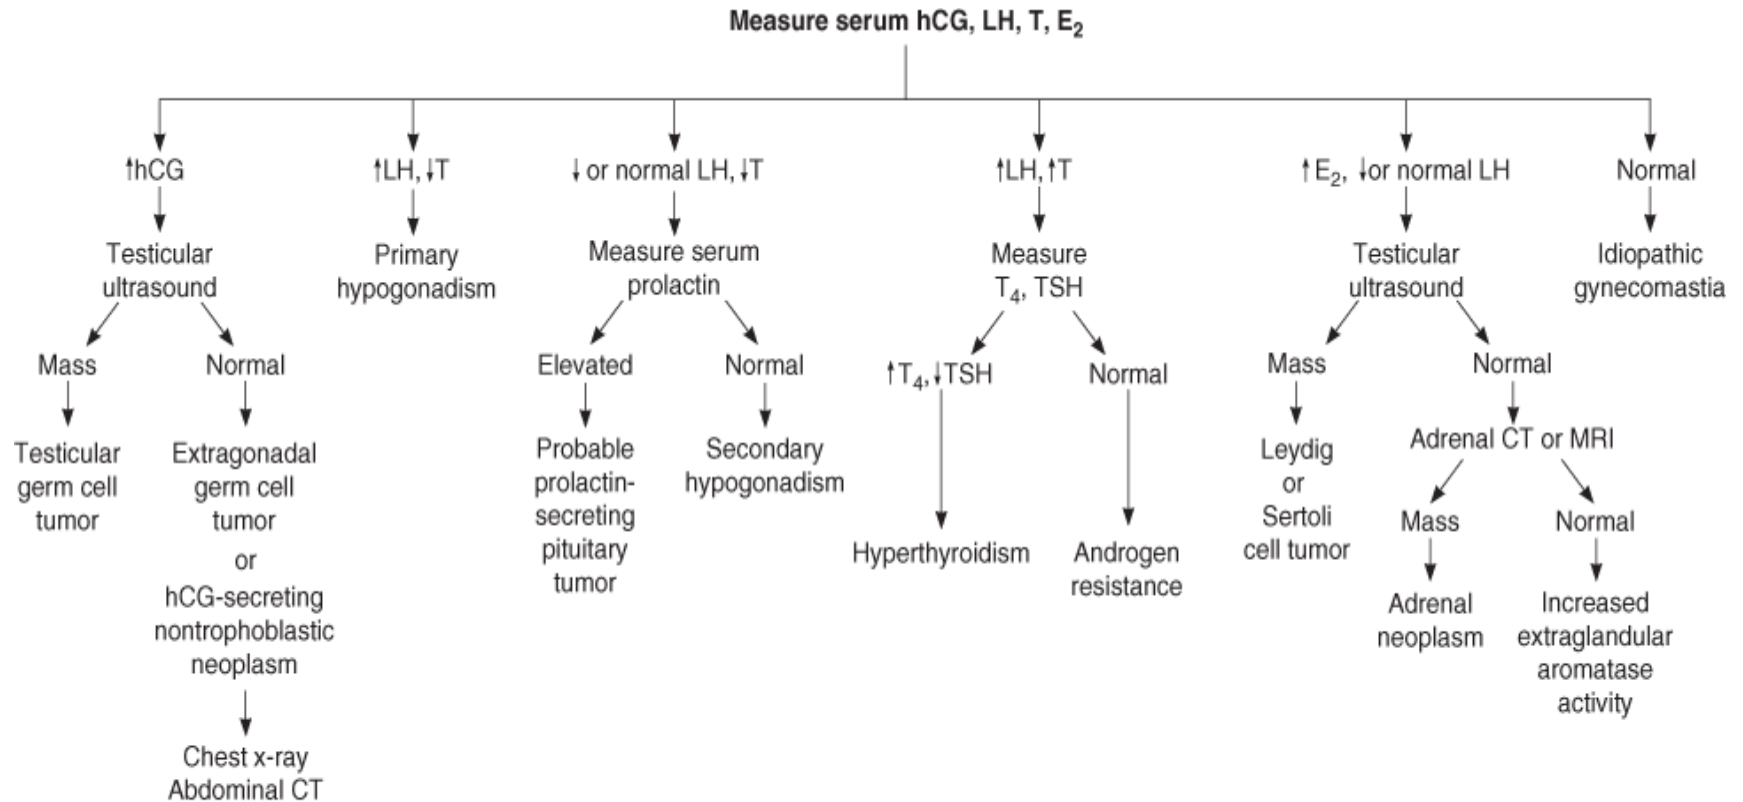 Measure serum hCG, LH, T, E₂
↑hCG
↑LH, ↓T
↓ or normal LH, ↓T
↑LH, ↑T
↑ E₂, ↓or normal LH
Normal
Testicular
ultrasound
Primary
hypogonadism
Measure serum
prolactin
Measure
T₄, TSH
Testicular
ultrasound
Idiopathic
gynecomastia
Mass
Normal
Elevated
Normal
↑T₄, ↓TSH
Normal
Mass
Normal
Testicular
germ cell
tumor
Extragonadal
germ cell
tumor
or
hCG-secreting
nontrophoblastic
neoplasm
Chest x-ray
Abdominal CT
Probable
prolactin-
secreting
pituitary
tumor
Secondary
hypogonadism
Hyperthyroidism
Androgen
resistance
Leydig
or
Sertoli
cell tumor
Adrenal CT or MRI
Mass
Normal
Adrenal
neoplasm
Increased
extraglandular
aromatase
activity